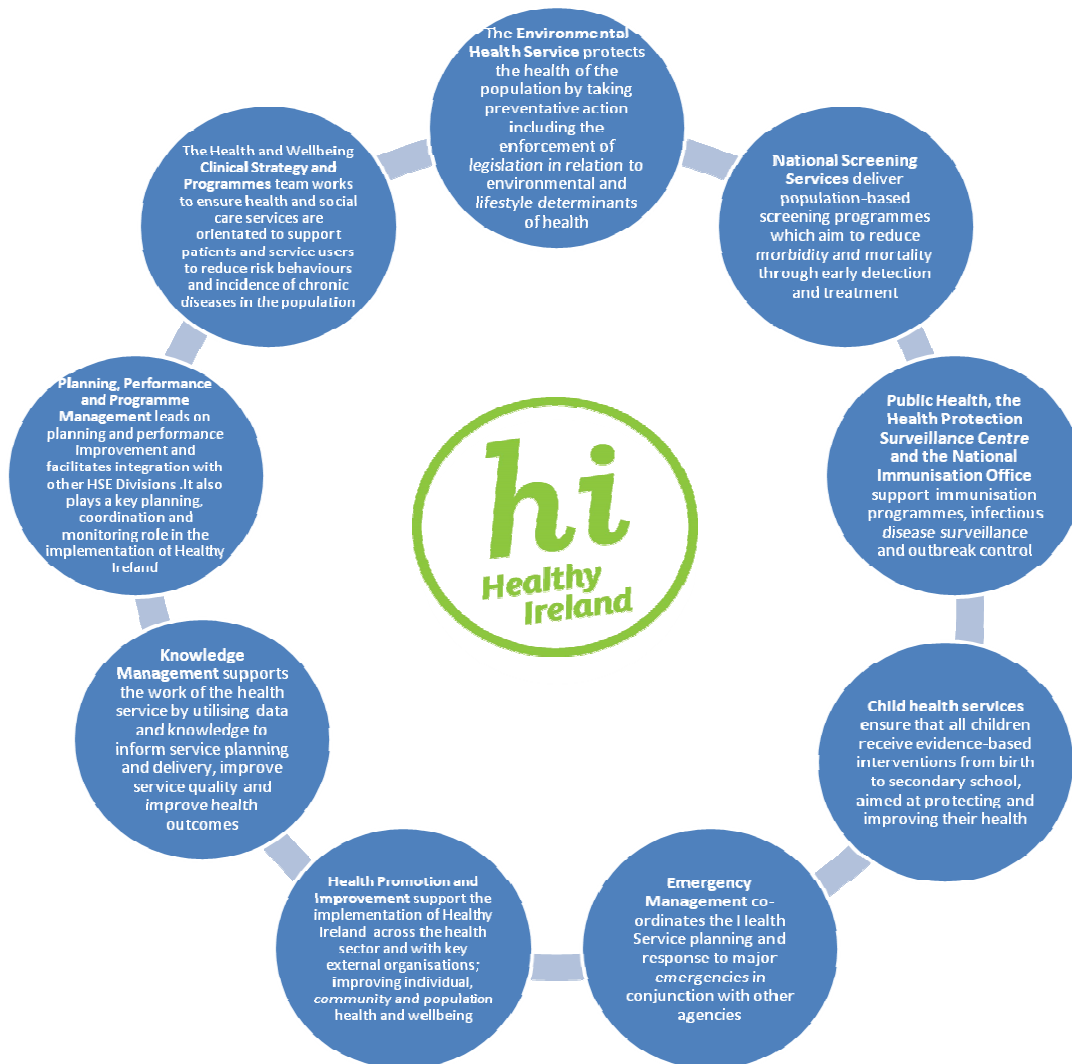 The Environmental
Health Service protects
the health of the
population by taking
preventative action
including the
enforcement of
legislation in relation to
environmental and
lifestyle determinants
of health
National Screening
Services deliver
population-based
screening programmes
which aim to reduce
morbidity and mortality
through early detection
and treatment
Public Health, the
Health Protection
Surveillance Centre
and the National
Immunisation Office
support immunisation
programmes, infectious
disease surveillance
and outbreak control
Child health services
ensure that all children
receive evidence-based
interventions from birth
to secondary school,
aimed at protecting and
improving their health
Emergency
Management co-
ordinates the Health
Service planning and
response to major
emergencies in
conjunction with other
agencies
Health Promotion and
Improvement support the
implementation of Healthy
Ireland across the health
sector and with key
external organisations;
improving individual,
community and population
health and wellbeing
Knowledge
Management supports
the work of the health
service by utilising data
and knowledge to
inform service planning
and delivery, improve
service quality and
improve health
outcomes
Planning, Performance
and Programme
Management leads on
planning and performance
Improvement and
facilitates integration with
other HSE Divisions .It also
plays a key planning,
coordination and
monitoring role in the
implementation of Healthy
Ireland
The Health and Wellbeing
Clinical Strategy and
Programmes team works
to ensure health and social
care services are
orientated to support
patients and service users
to reduce risk behaviours
and incidence of chronic
diseases in the population
hi
Healthy
Ireland